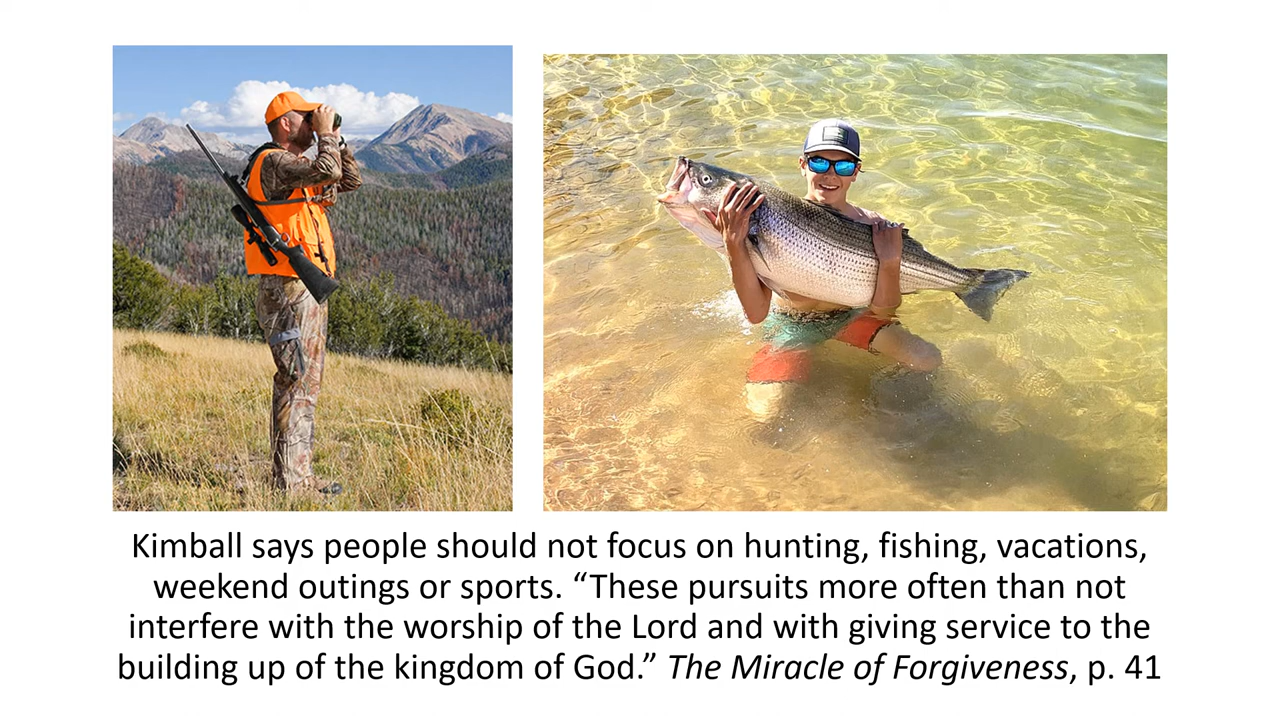 Kimball says people should not focus on hunting, fishing, vacations,
weekend outings or sports. “These pursuits more often than not
interfere with the worship of the Lord and with giving service to the
building up of the kingdom of God.” The Miracle of Forgiveness, p. 41